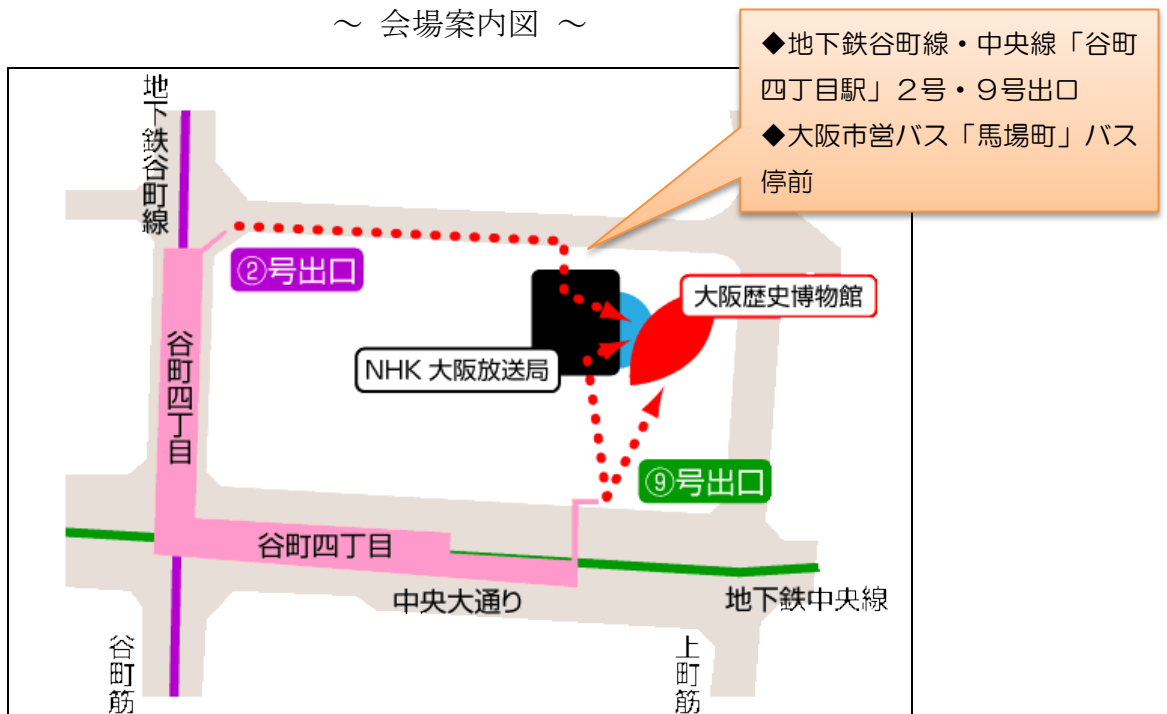 ～ 会場案内図 ～
◆地下鉄谷町線・中央線「谷町
四丁目駅」２号・９号出口
◆大阪市営バス「馬場町」バス
停前
地下鉄谷町線
②号出口
大阪歴史博物館
谷町四丁目
NHK 大阪放送局
⑨号出口
谷町四丁目
中央大通り
地下鉄中央線
谷町筋
上町筋